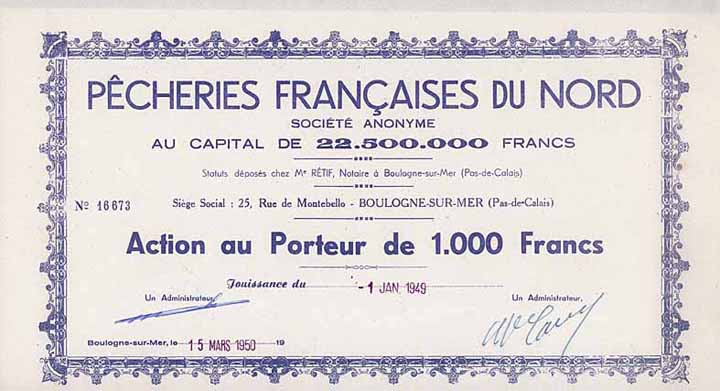 PÊCHERIES FRANÇAISES DU NORD
SOCIÉTÉ ANONYME
AU CAPITAL DE 22.500.000 FRANCS
Statuts déposés chez Me RÉTIF, Notaire à Boulogne-sur-Mer (Pas-de-Calais)
No 16673 Siège Social : 25, Rue de Montebello - BOULOGNE-SUR-MER (Pas-de-Calais)
Action au Porteur de 1.000 Francs
Jouissance du -1 JAN. 1949
Un Administrateur, Un Administrateur,
Boulogne-sur-Mer, le 15 MARS 1950 19